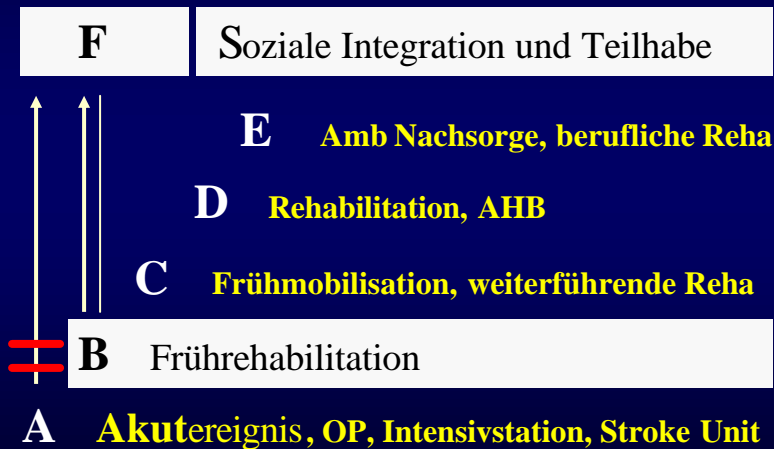 F Soziale Integration und Teilhabe
E Amb Nachsorge, berufliche Reha
D Rehabilitation, AHB
C Frühmobilisation, weiterführende Reha
B Frührehabilitation
A Akutereignis, OP, Intensivstation, Stroke Unit